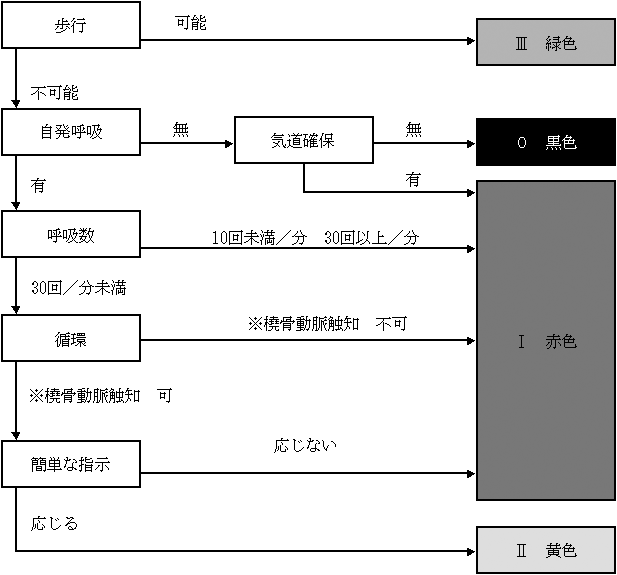 歩行
可能
Ⅲ　緑色
不可能
自発呼吸
無
気道確保
無
０　黒色
有
有
呼吸数
10回未満／分　30回以上／分
30回／分未満
循環
※橈骨動脈触知　不可
Ⅰ　赤色
※橈骨動脈触知　可
簡単な指示
応じない
応じる
Ⅱ　黄色